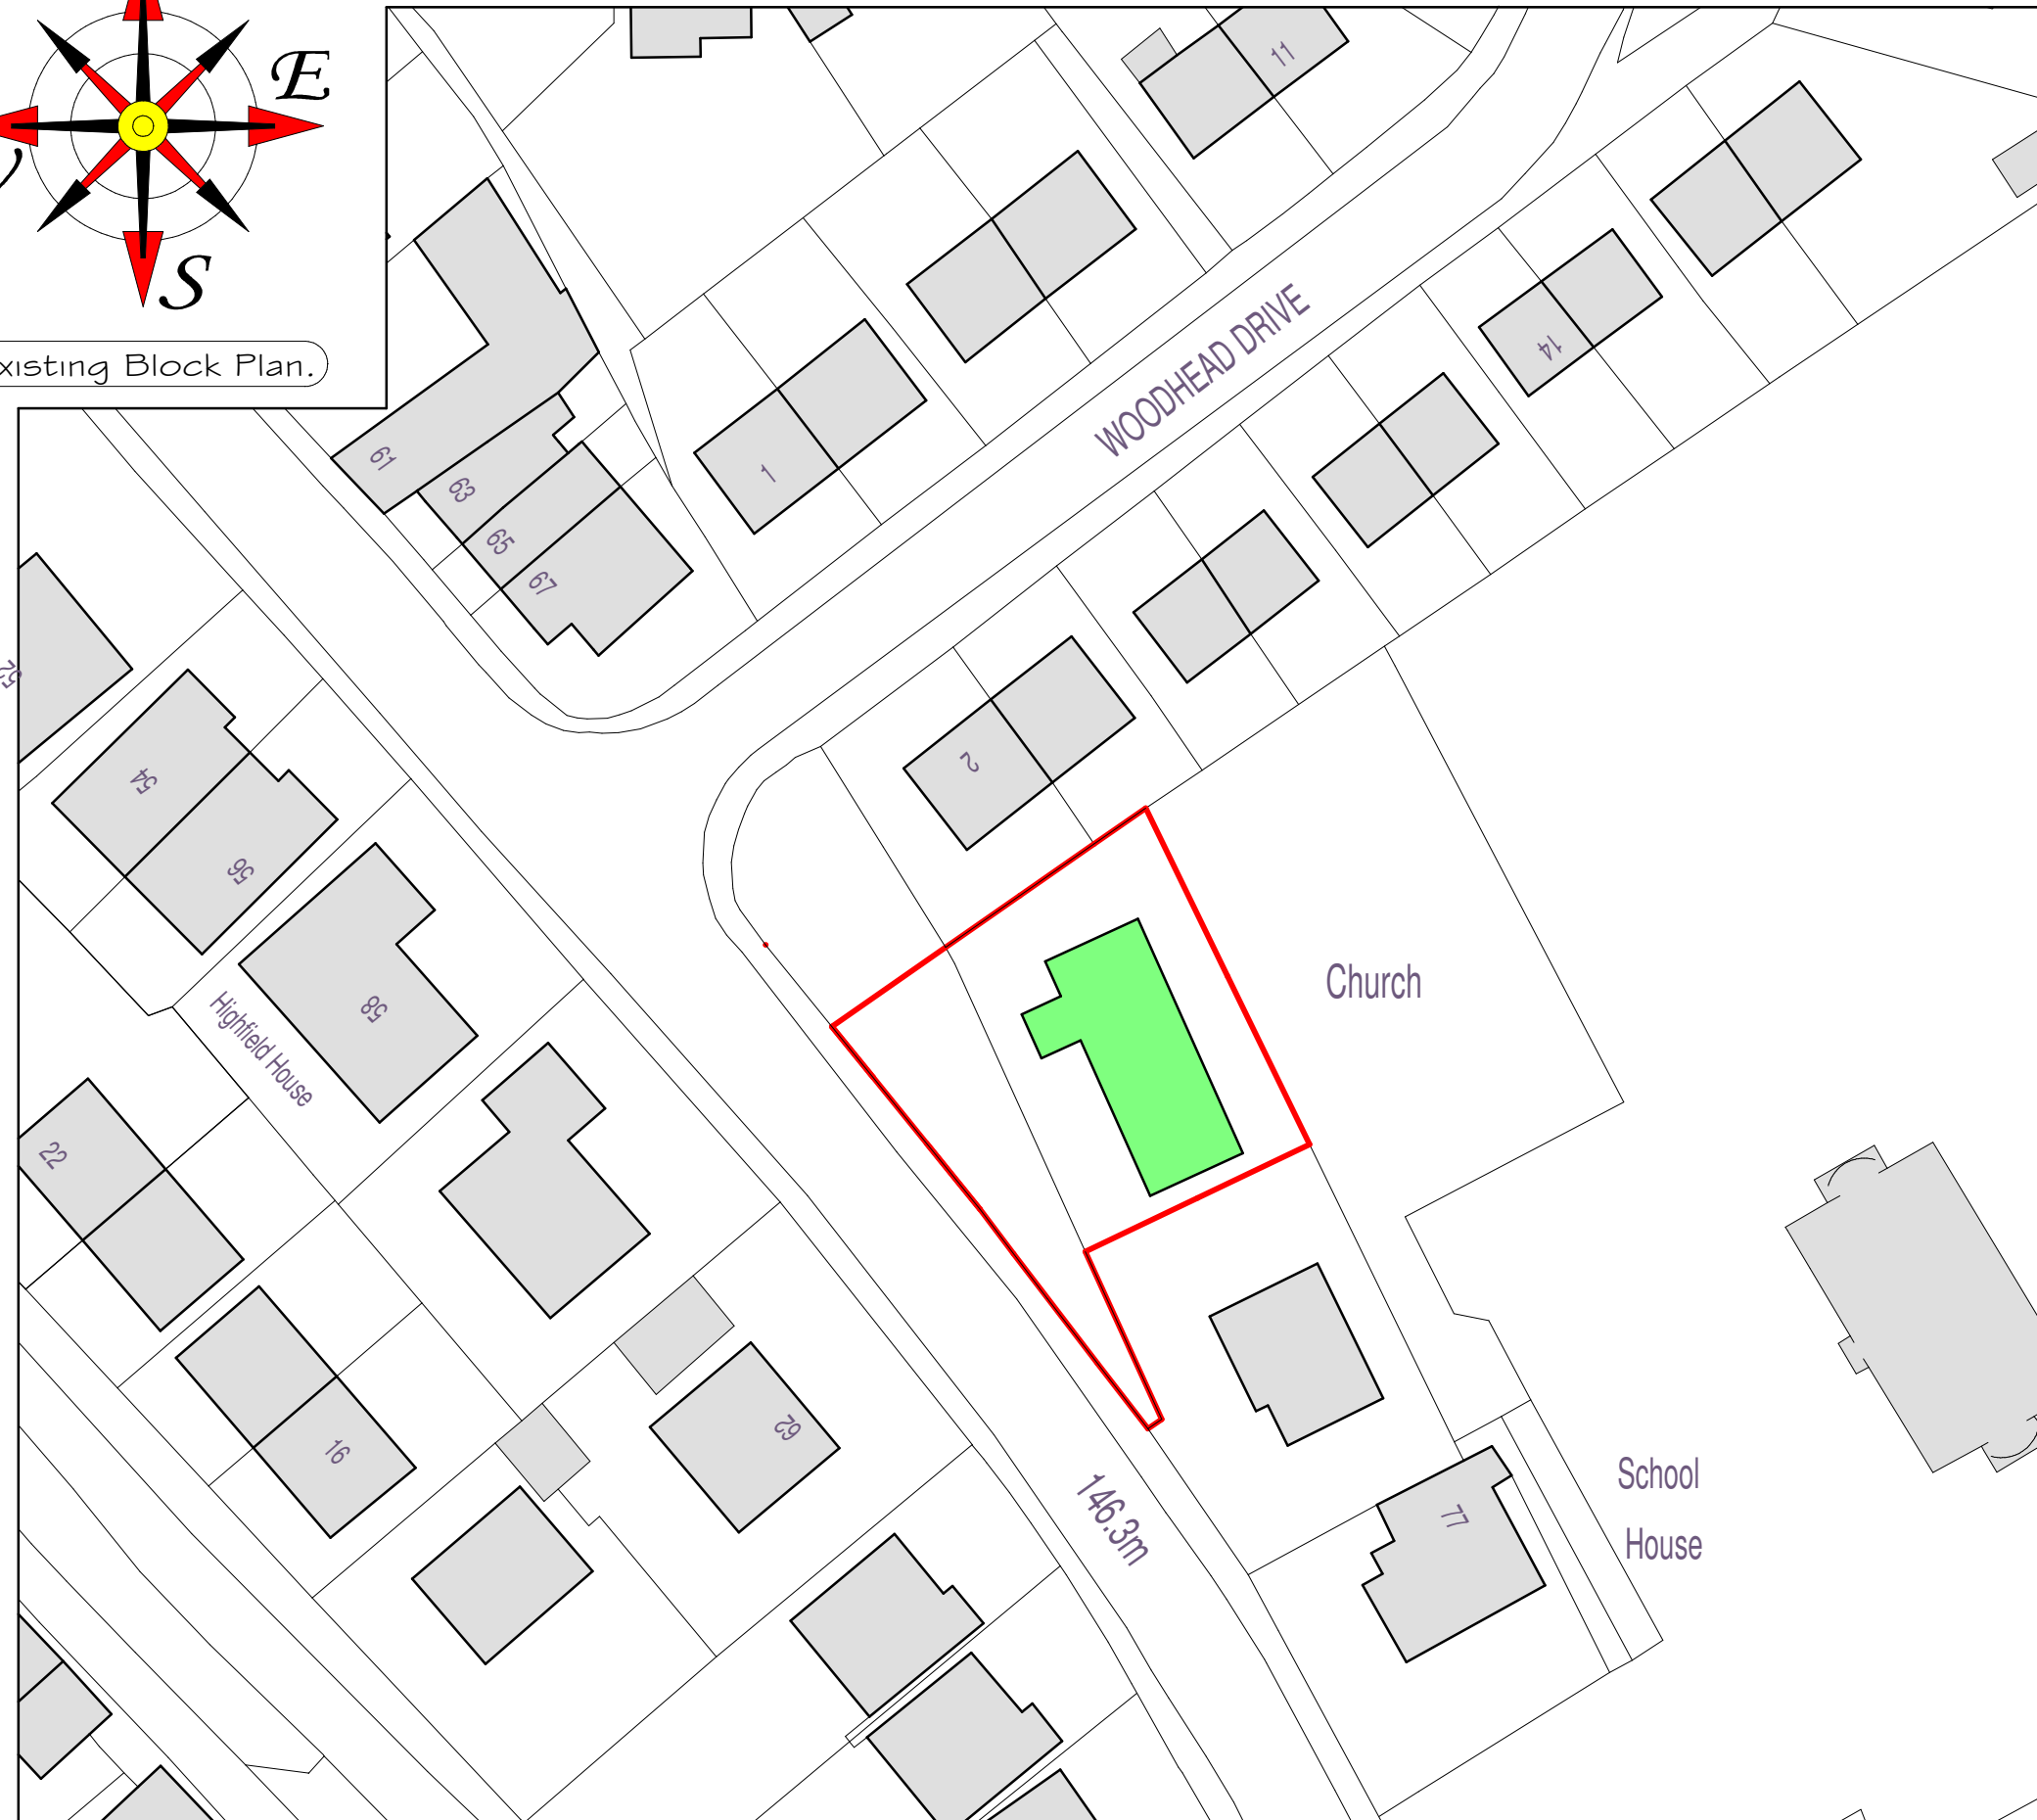 E
S
xisting Block Plan.
11
WOODHEAD DRIVE
14
61
63
65
67
1
2
54
56
58
Highfield House
22
16
62
Church
146.3m
77
School
House